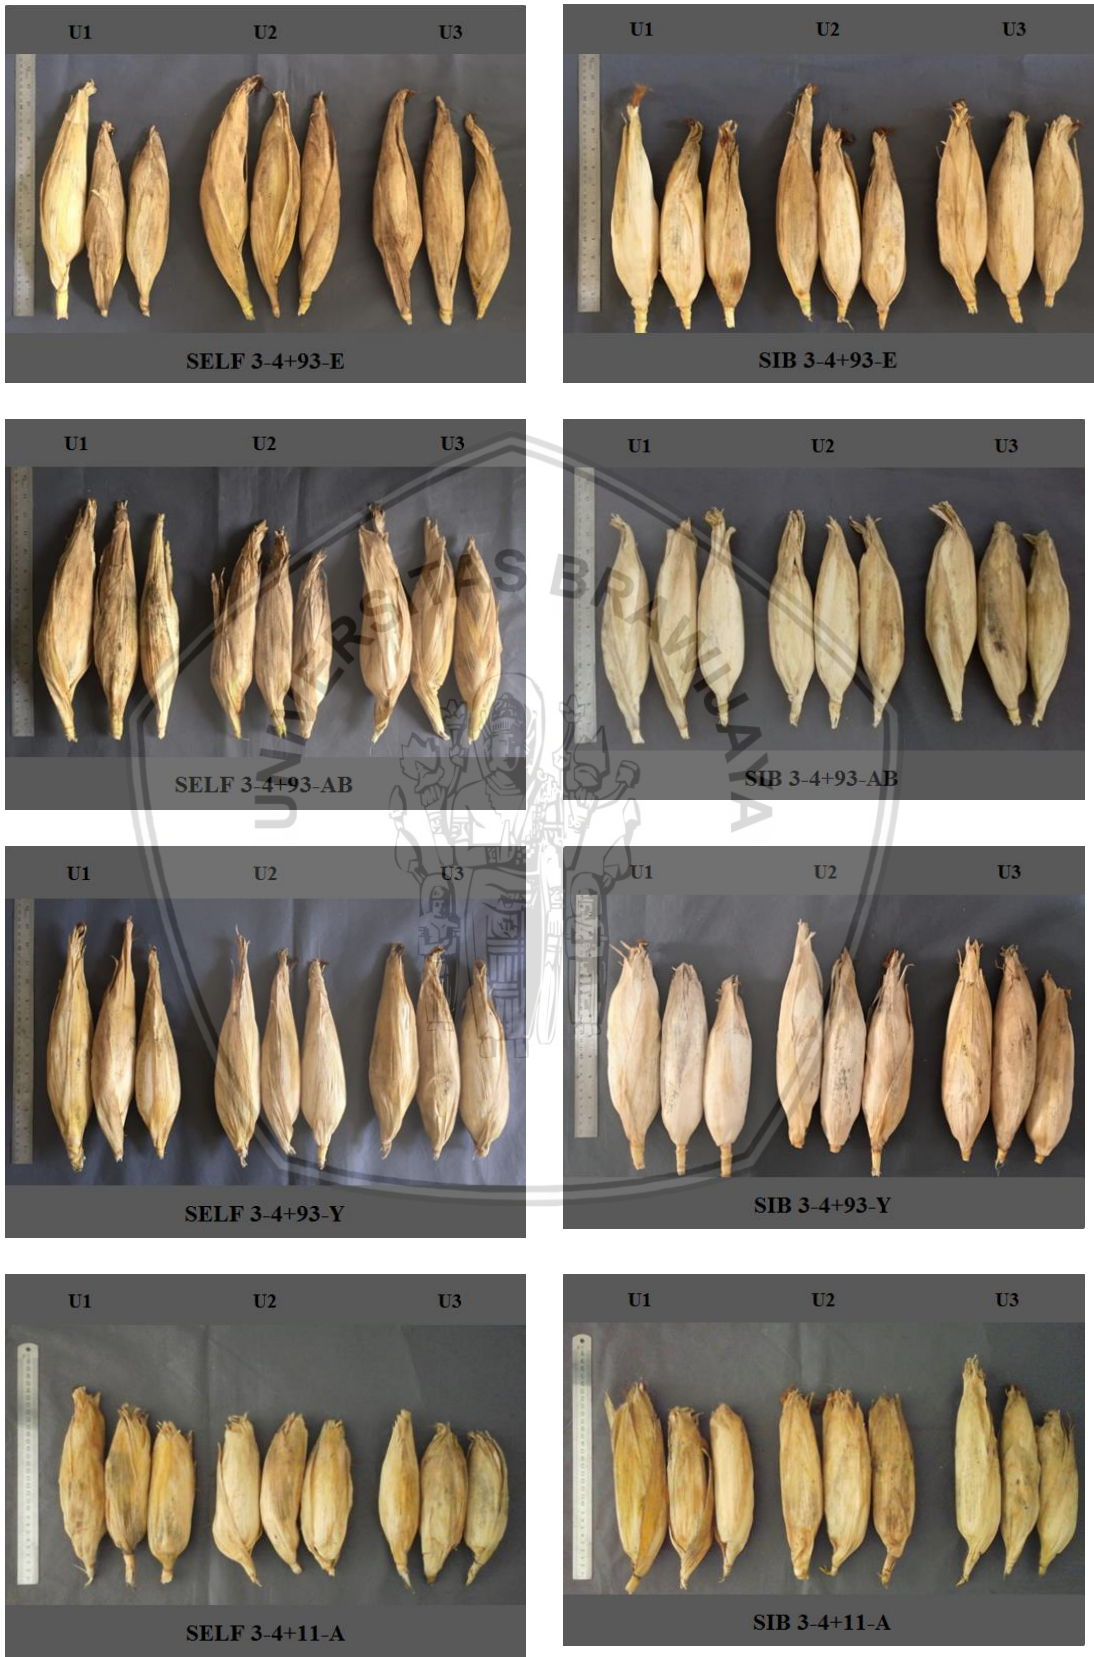 U1 U2 U3
SELF 3-4+93-E
U1 U2 U3
SIB 3-4+93-E
U1 U2 U3
SELF 3-4+93-AB
U1 U2 U3
SIB 3-4+93-AB
UNIVERSITAS BRAWIJAYA
U1 U2 U3
SELF 3-4+93-Y
U1 U2 U3
SIB 3-4+93-Y
U1 U2 U3
SELF 3-4+11-A
U1 U2 U3
SIB 3-4+11-A